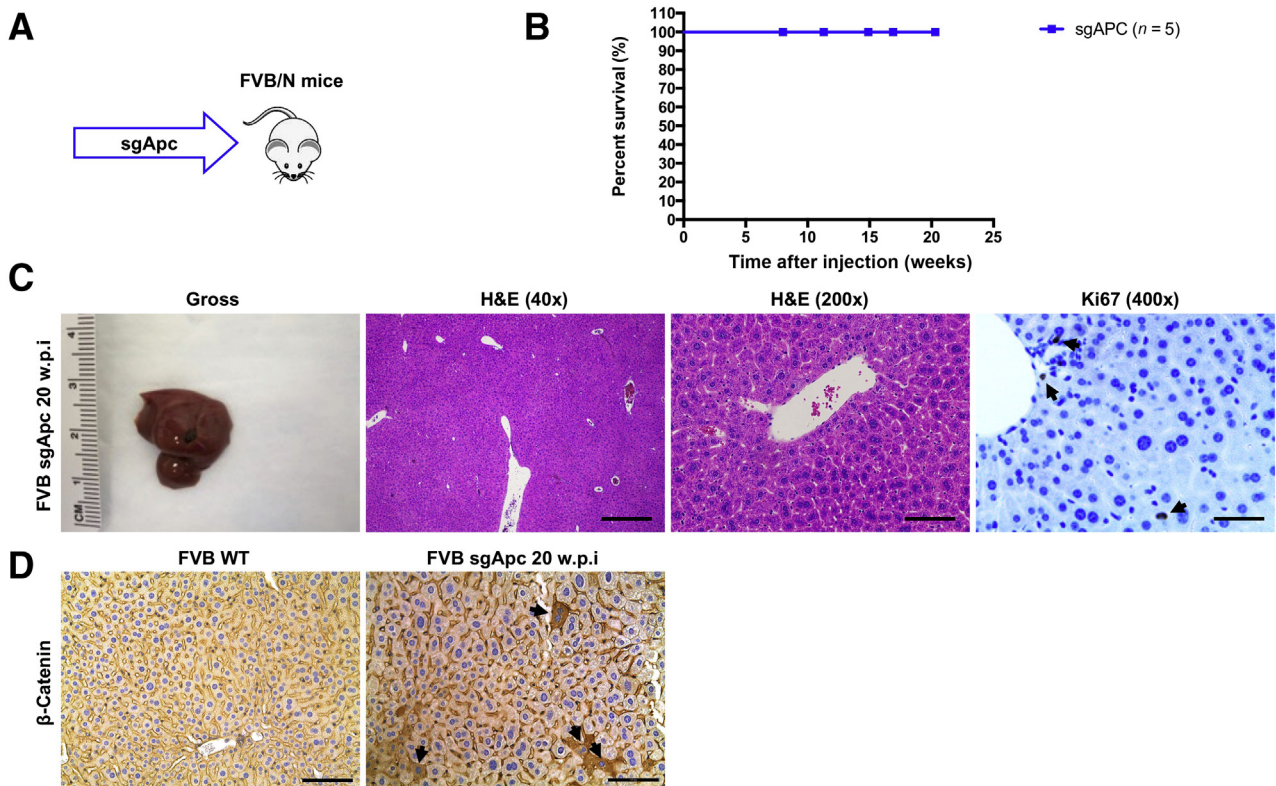 A
FVB/N mice
sgApc
B
Percent survival (%)
110
100
90
80
70
60
50
40
30
20
10
0
0 5 10 15 20 25
Time after injection (weeks)
sgAPC (n = 5)
C
Gross
H&E (40x)
H&E (200x)
Ki67 (400x)
FVB sgApc 20 w.p.i
4
3
2
1
CM
D
FVB WT
FVB sgApc 20 w.p.i
β-Catenin